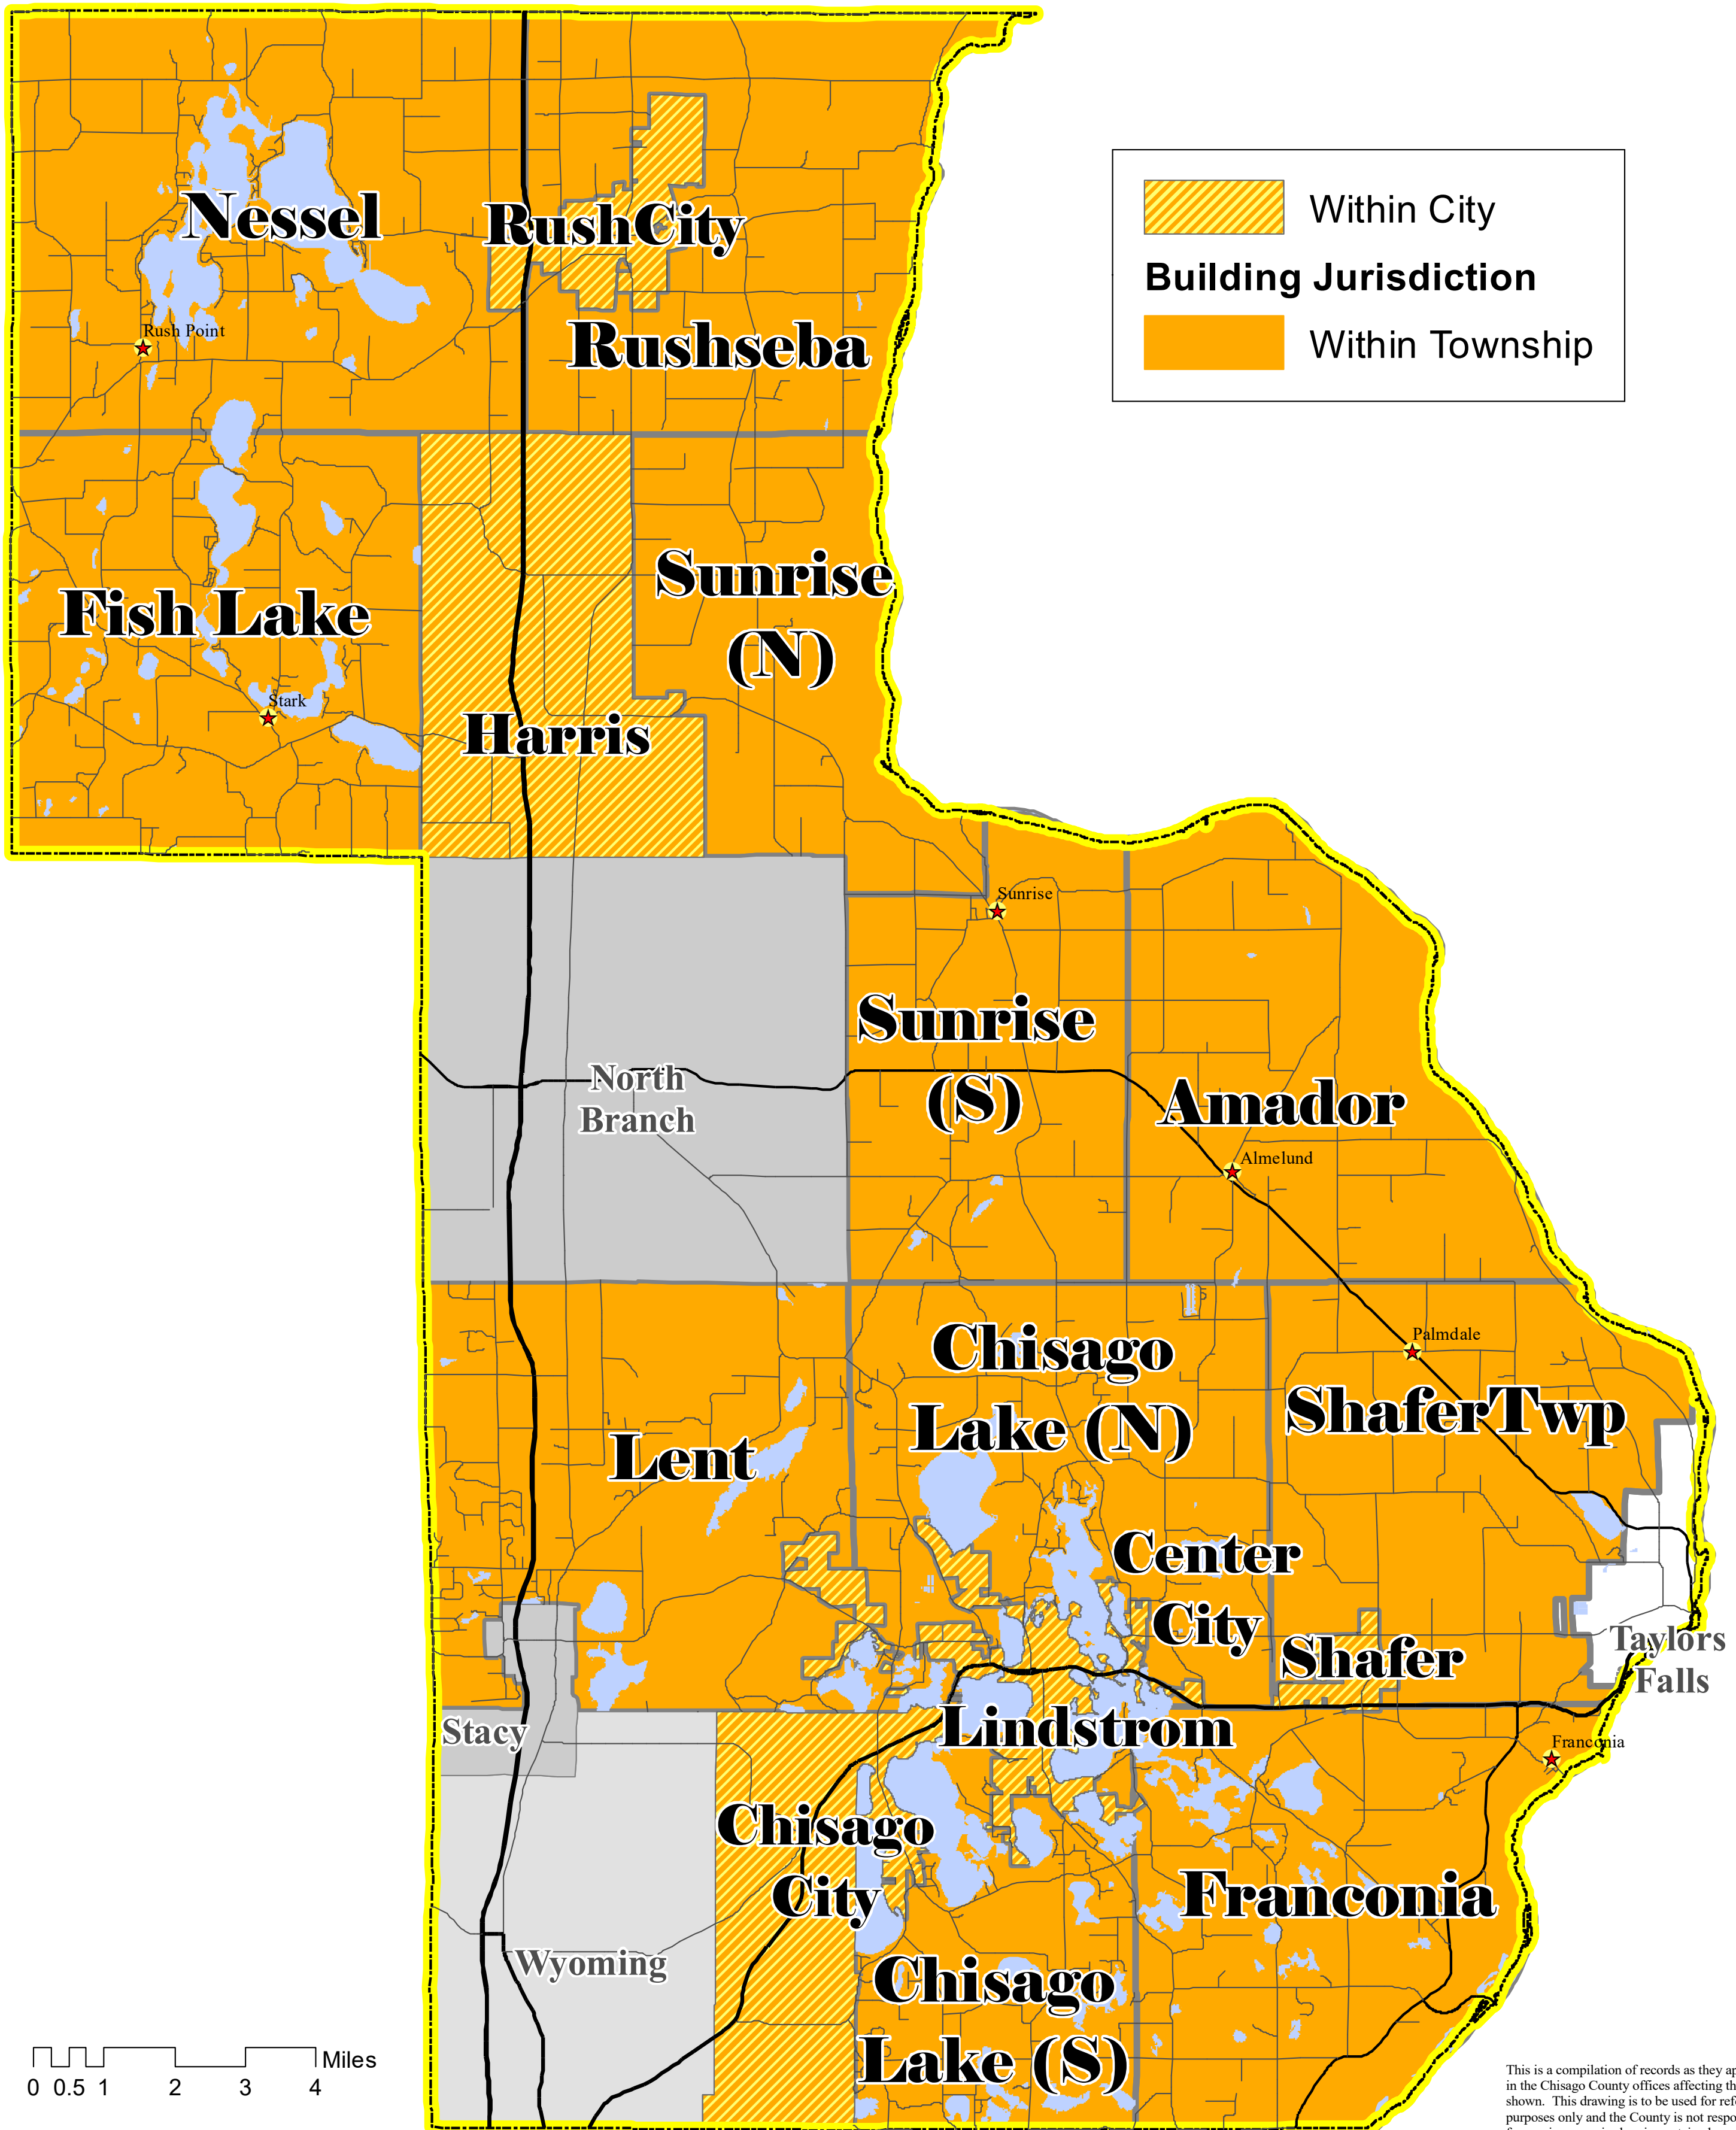 Within City
Building Jurisdiction
Within Township
Nessel
RushCity
Rush Point
Rushseba
Sunrise
(N)
Fish Lake
Stark
Harris
Sunrise
Sunrise
(S)
North
Branch
Amador
Almelund
Chisago
Lake (N)
Palmdale
ShaferTwp
Lent
Center
City
Shafer
Taylors
Falls
Stacy
Lindstrom
Franconia
Chisago
City
Franconia
Wyoming
Chisago
Lake (S)
Miles
0 0.5 1 2 3 4
This is a compilation of records as they ap
in the Chisago County offices affecting th
shown. This drawing is to be used for refe
purposes only and the County is not respo